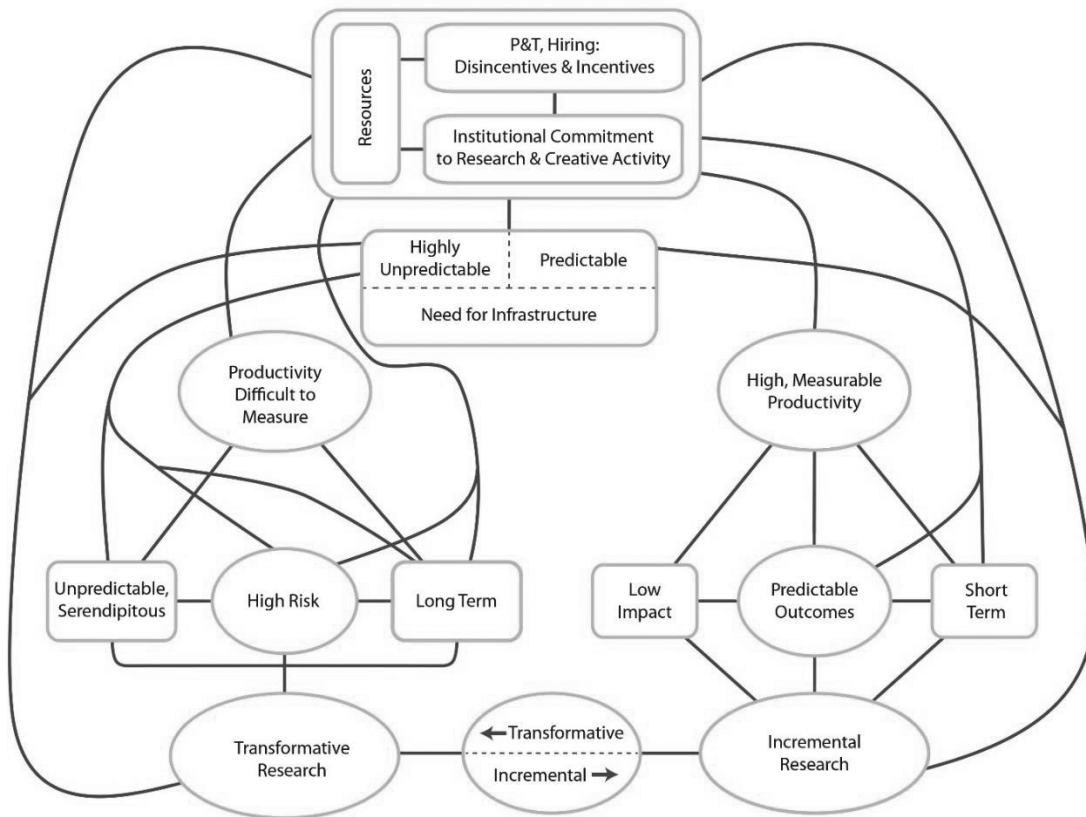 Resources
P&T, Hiring:
Disincentives & Incentives
Institutional Commitment
to Research & Creative Activity
Highly
Unpredictable
Predictable
Need for Infrastructure
Productivity
Difficult to
Measure
High, Measurable
Productivity
Unpredictable,
Serendipitous
High Risk
Long Term
Low
Impact
Predictable
Outcomes
Short
Term
Transformative
Research
Transformative
Incremental
Incremental
Research